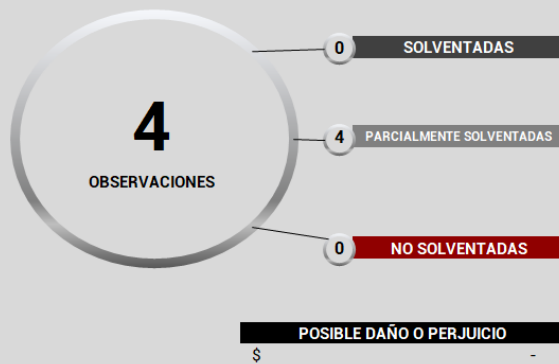 4
OBSERVACIONES
0 SOLVENTADAS
4 PARCIALMENTE SOLVENTADAS
0 NO SOLVENTADAS
POSIBLE DAÑO O PERJUICIO
$ -